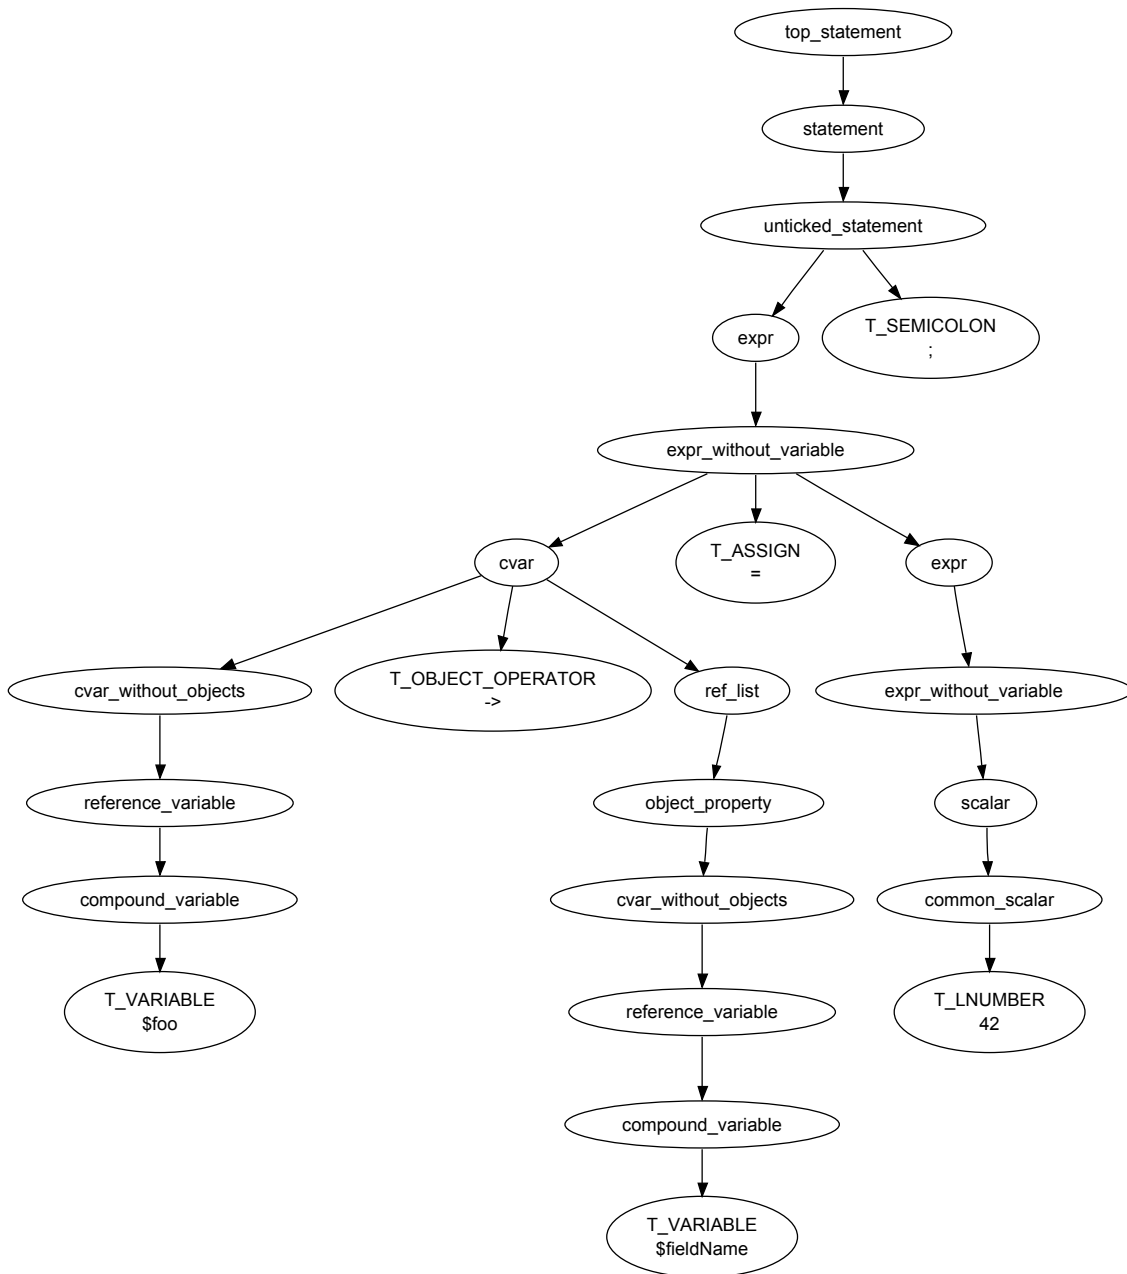 top_statement
statement
unticked_statement
expr
T_SEMICOLON
;
expr_without_variable
cvar
T_ASSIGN
=
expr
cvar_without_objects
T_OBJECT_OPERATOR
->
ref_list
expr_without_variable
reference_variable
object_property
scalar
compound_variable
cvar_without_objects
common_scalar
T_VARIABLE
$foo
reference_variable
T_LNUMBER
42
compound_variable
T_VARIABLE
$fieldName